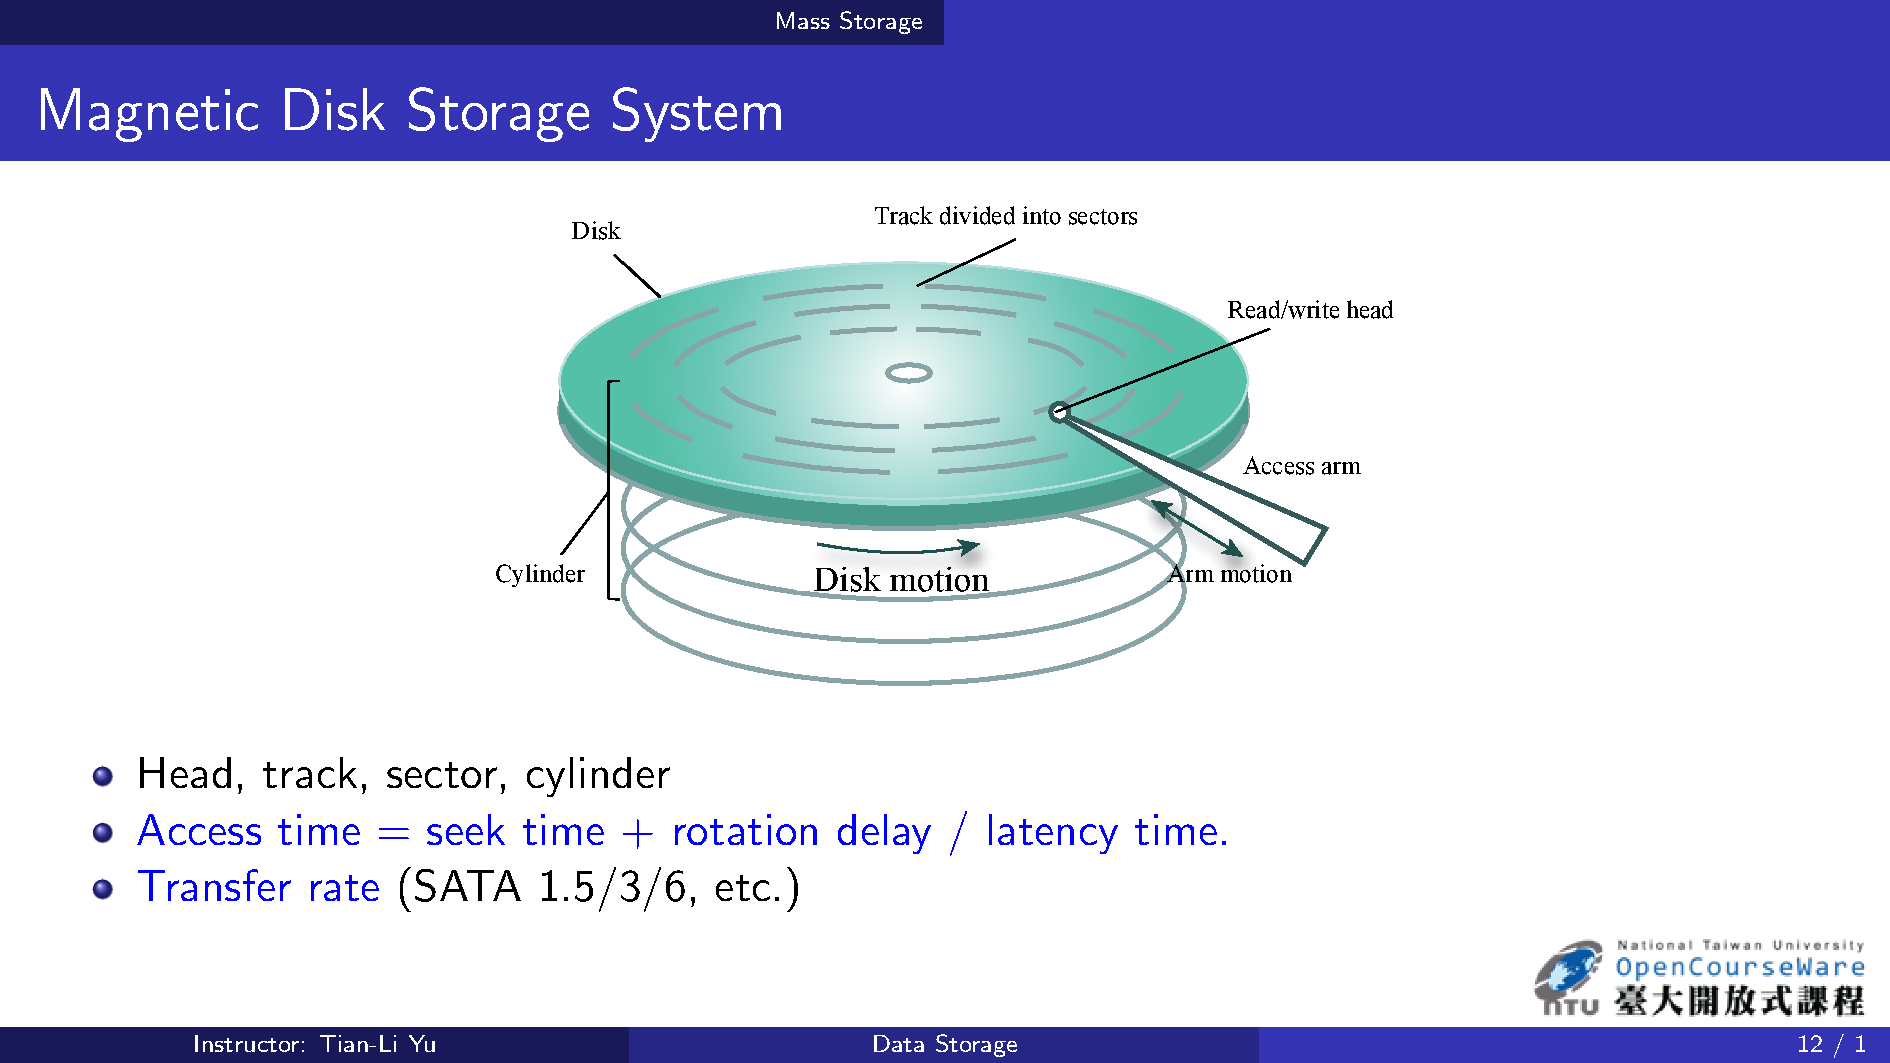 Mass Storage
Magnetic Disk Storage System
Disk
Track divided into sectors
Read/write head
Access arm
Cylinder
Disk motion
Arm motion
Head, track, sector, cylinder
Access time = seek time + rotation delay / latency time.
Transfer rate (SATA 1.5/3/6, etc.)
National Taiwan University
OpenCourseWare
NTU 臺大開放式課程
Instructor: Tian-Li Yu
Data Storage
12 / 1